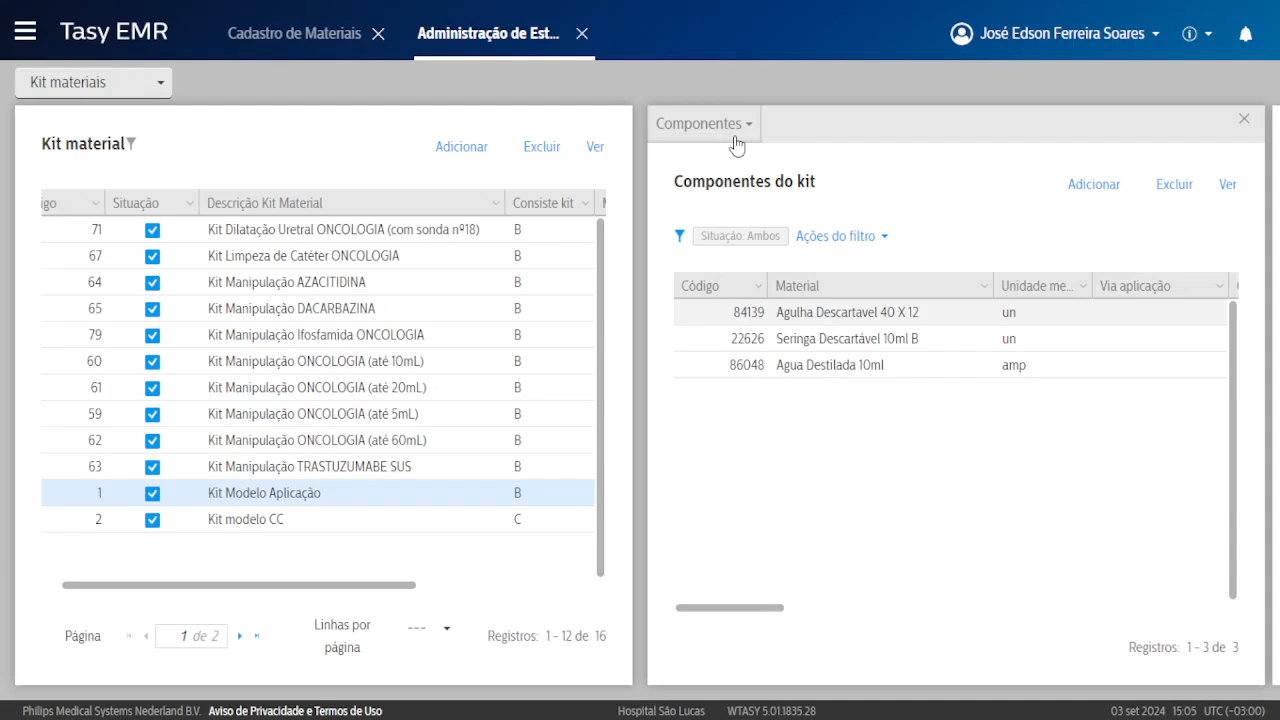 Tasy EMR
Cadastro de Materiais
Administração de Est...
José Edson Ferreira Soares
Kit materiais
Kit material
Adicionar Excluir Ver
igo Situação Descrição Kit Material Consiste kit
71 Kit Dilatação Uretral ONCOLOGIA (com sonda nº18) B
67 Kit Limpeza de Catéter ONCOLOGIA B
64 Kit Manipulação AZACITIDINA B
65 Kit Manipulação DACARBAZINA B
79 Kit Manipulação Ifosfamida ONCOLOGIA B
60 Kit Manipulação ONCOLOGIA (até 10mL) B
61 Kit Manipulação ONCOLOGIA (até 20mL) B
59 Kit Manipulação ONCOLOGIA (até 5mL) B
62 Kit Manipulação ONCOLOGIA (até 60mL) B
63 Kit Manipulação TRASTUZUMABE SUS B
1 Kit Modelo Aplicação B
2 Kit modelo CC C
Página 1 de 2
Linhas por
página
---
Registros: 1 - 12 de 16
Componentes
Componentes do kit
Adicionar Excluir Ver
Situação: Ambos Ações do filtro
Código Material Unidade me... Via aplicação
84139 Agulha Descartavel 40 X 12 un
22626 Seringa Descartável 10ml B un
86048 Agua Destilada 10ml amp
Registros: 1 - 3 de 3
Philips Medical Systems Nederland B.V. Aviso de Privacidade e Termos de Uso Hospital São Lucas WTASY 5.01.1835.28 03 set 2024 15:05 UTC (-03:00)